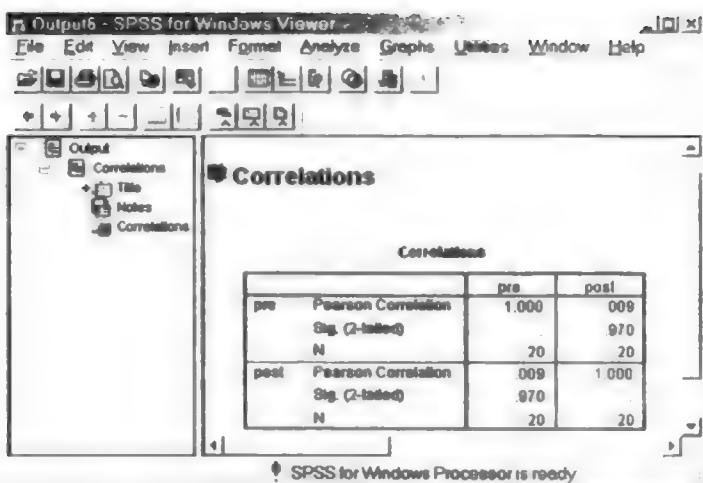 Output6 - SPSS for Windows Viewer
File Edit View Insert Format Analyze Graphs Utilities Window Help
Output
Correlations
Title
Notes
Correlations
Correlations
Correlations
pre post
pre Pearson Correlation 1.000 .009
Sig. (2-tailed) .970
N 20 20
post Pearson Correlation .009 1.000
Sig. (2-tailed) .970
N 20 20
SPSS for Windows Processor is ready